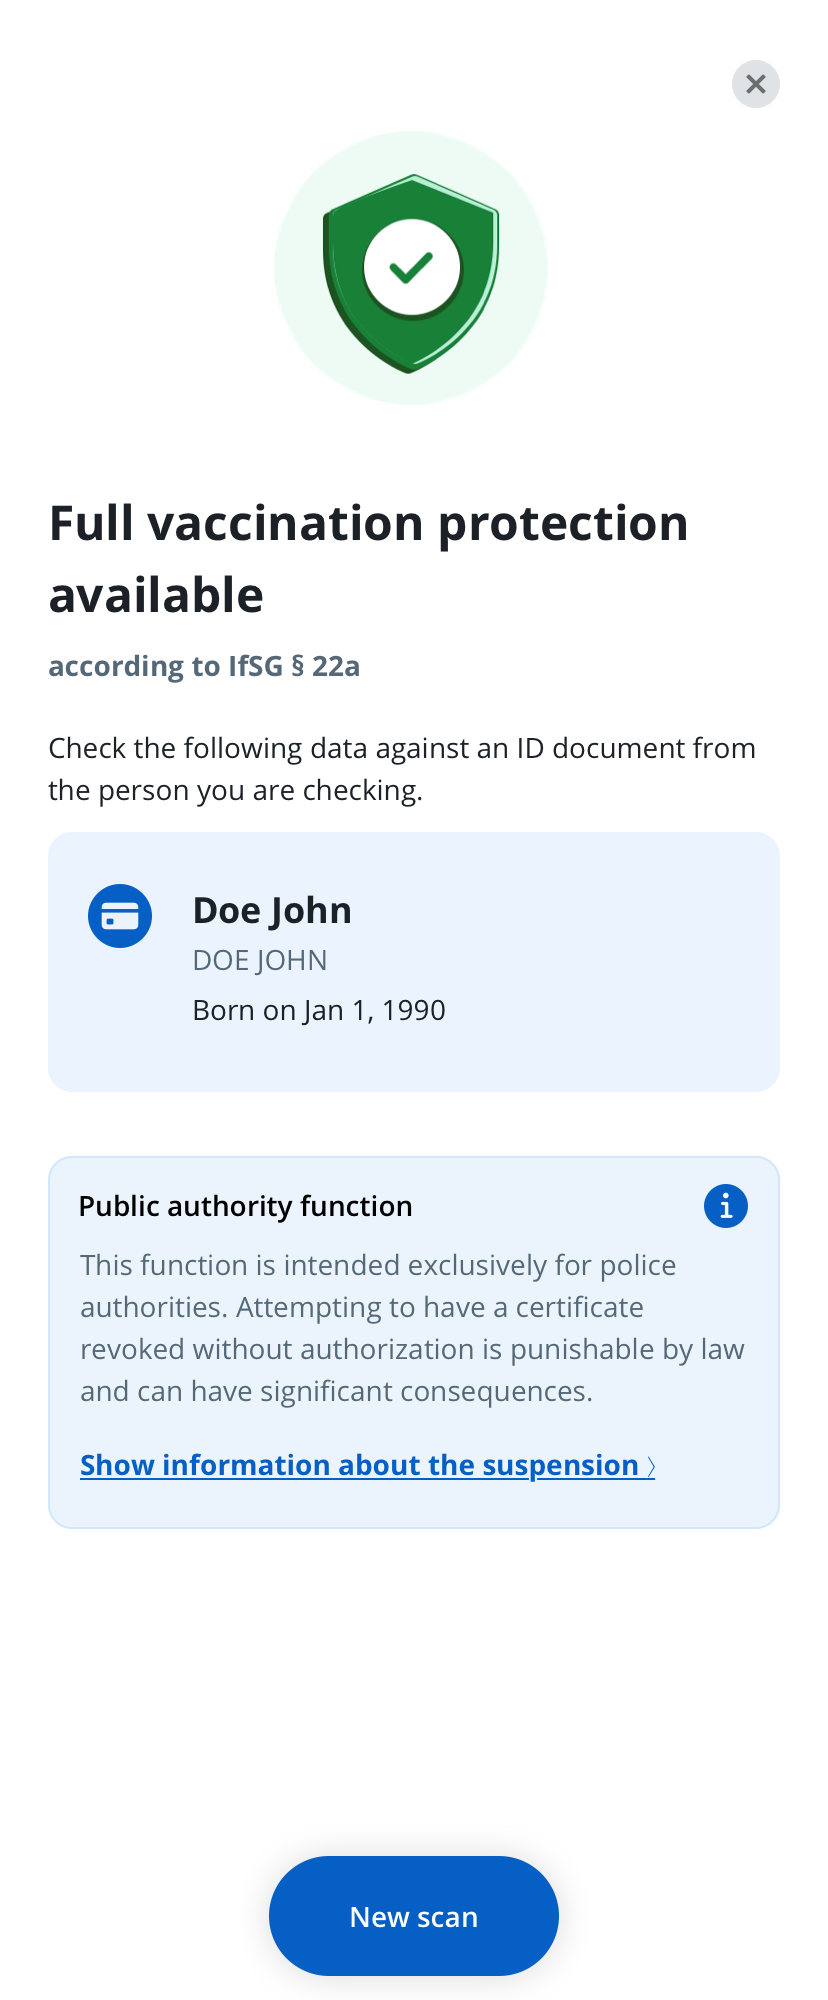 Full vaccination protection
available
according to IfSG § 22a
Check the following data against an ID document from
the person you are checking.
Doe John
DOE JOHN
Born on Jan 1, 1990
Public authority function
This function is intended exclusively for police
authorities. Attempting to have a certificate
revoked without authorization is punishable by law
and can have significant consequences.
Show information about the suspension 〉
New scan